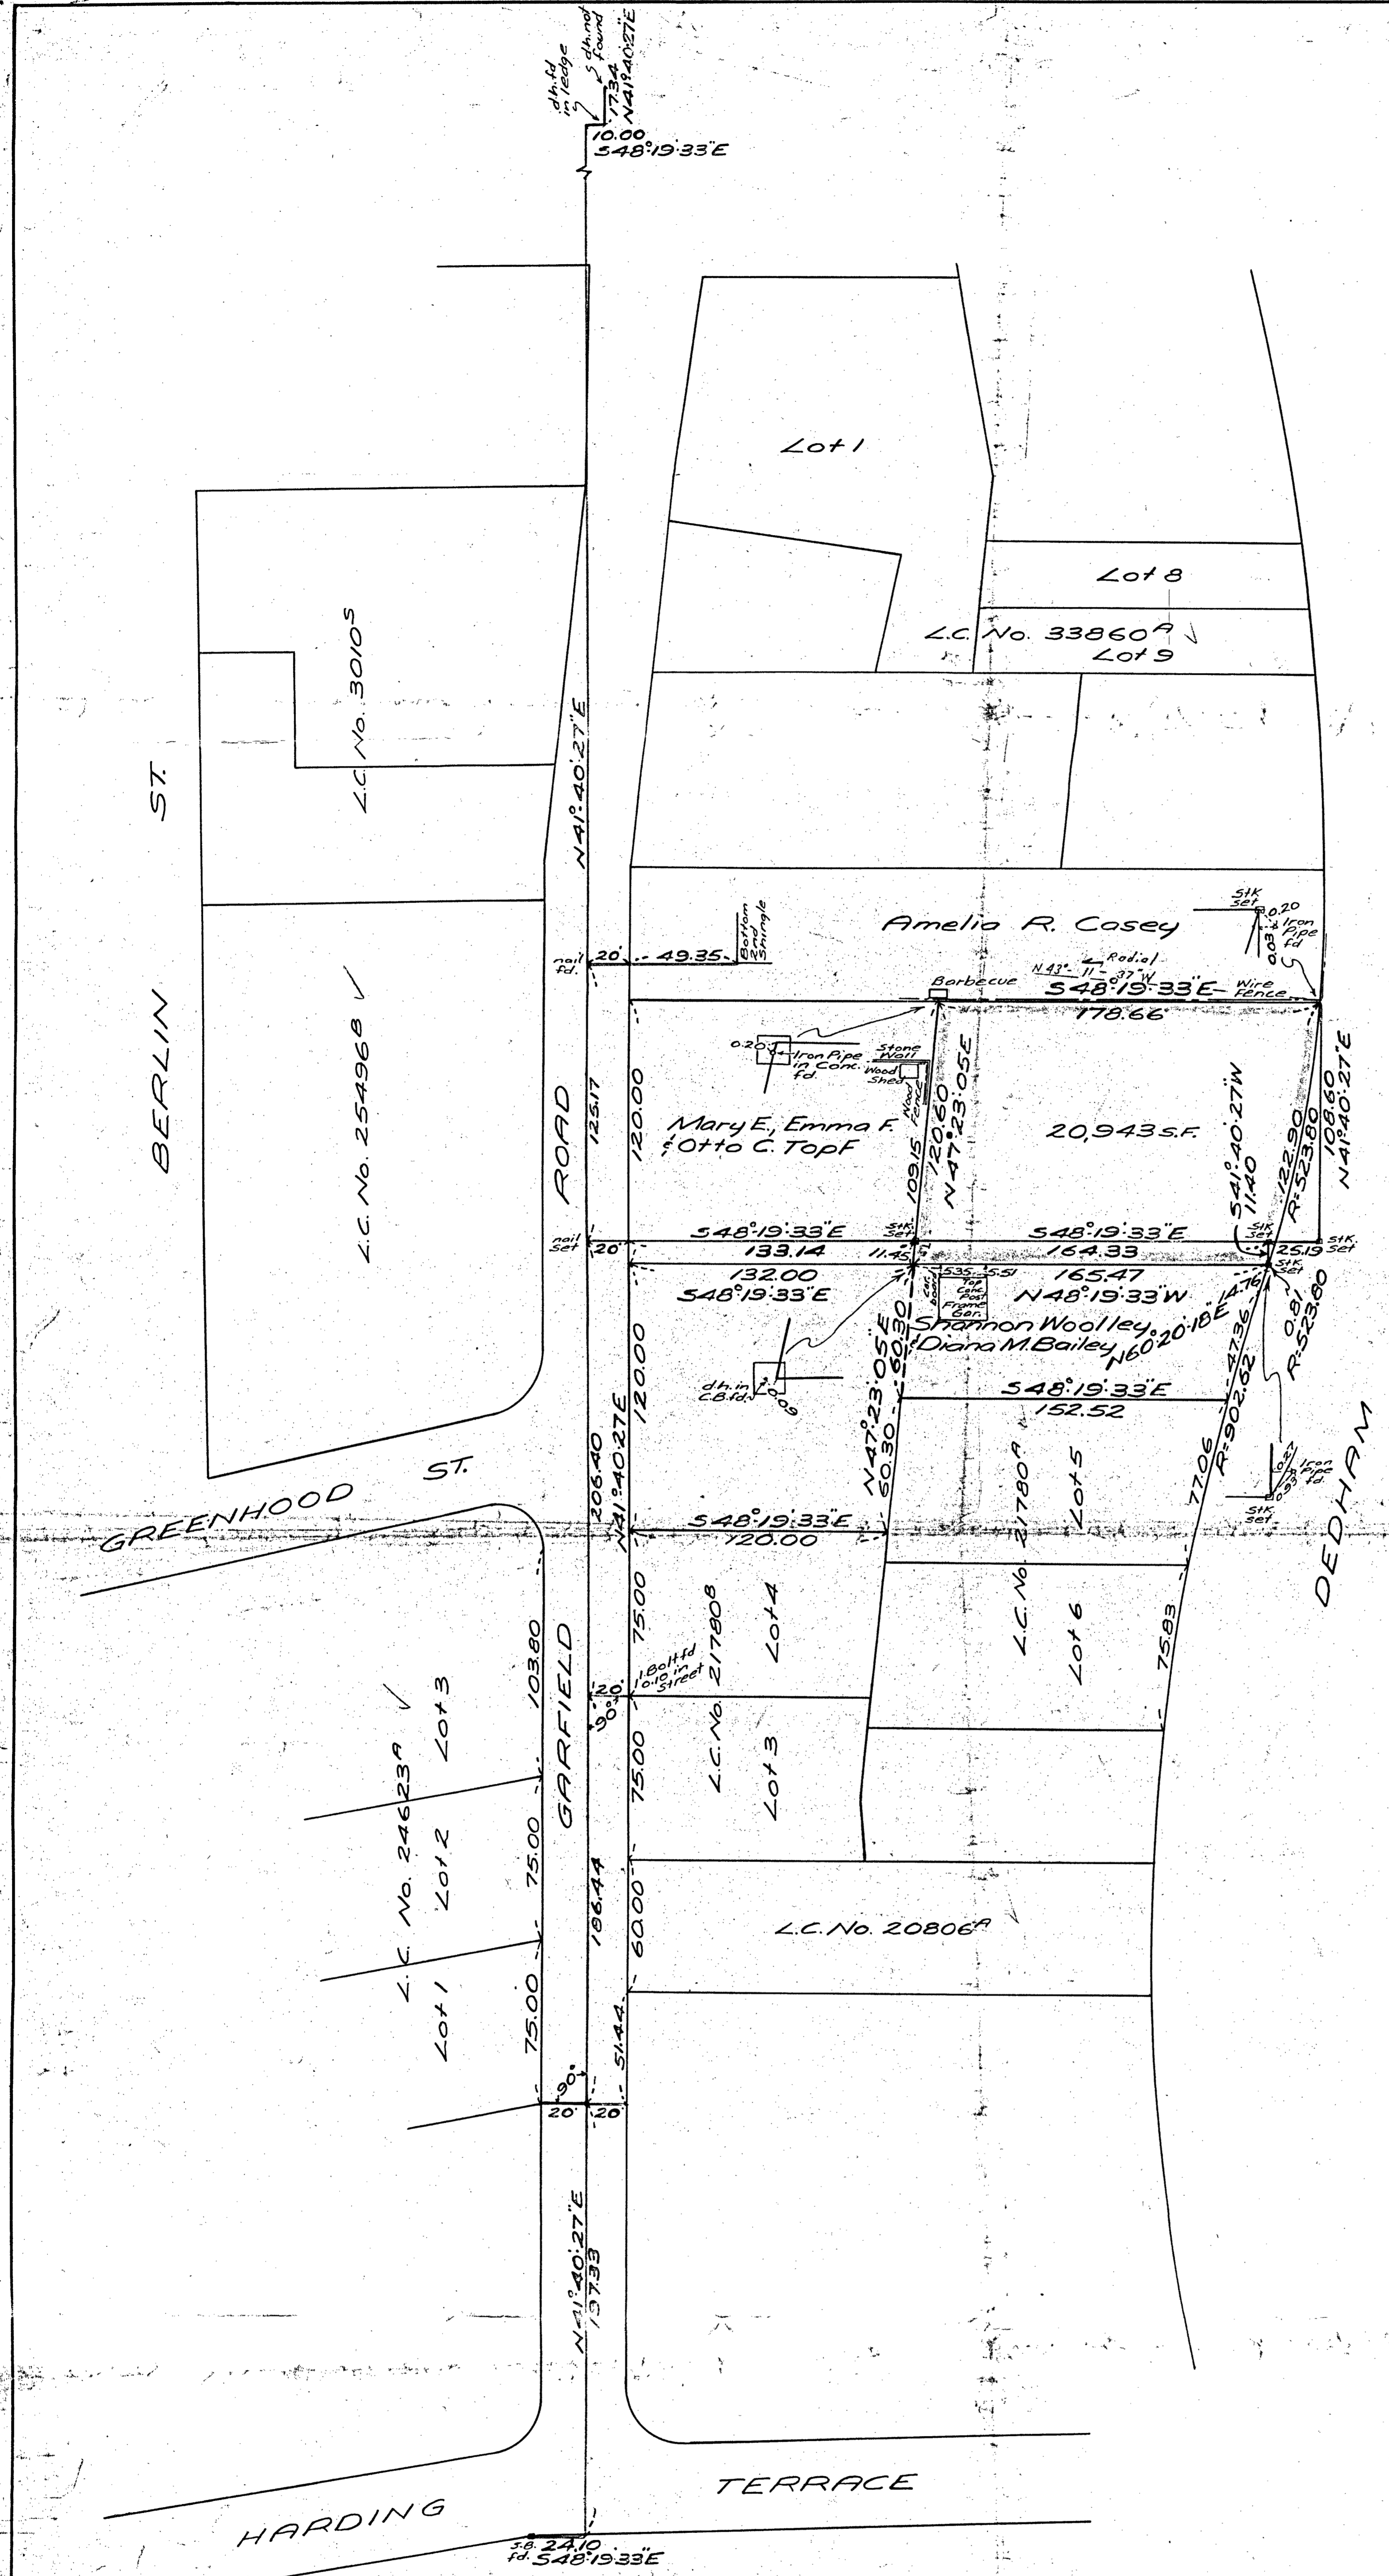 d.h. fd
in ledge
d.h. not
found
17.34
N41°40'27"E
10.00
S48°19'33"E
Lot 1
Lot 8
L.C. No. 33860A
Lot 9
L.C. No. 3010S
N41°40'27"E
BERLIN ST.
L.C. No. 25496B
Amelia R. Casey
Stk
set
0.20
Iron
Pipe
fd
0.03
nail
fd.
20'
49.35
Bottom
2nd
Shingle
Radial
N43°-11'-37"W
Barbecue
S48°19'33"E
Wire
Fence
178.66
0.20
Iron Pipe
in Conc.
fd.
Stone
Wall
Wood
Shed
Wood
Fence
125.17
120.00
Mary E., Emma F.
& Otto C. Topf
109.15
120.60
N47°23'05"E
20,943 S.F.
S41°40'27"W
11.40
122.90
R=523.80
108.60
N41°40'27"E
nail
set
20'
S48°19'33"E
133.14
Stk
Set
11.45
S48°19'33"E
164.33
Stk
Set
25.19
Stk.
Set
132.00
S48°19'33"E
5.35
5.51
Top
Conc.
Post
Frame
Gar.
165.47
N48°19'33"W
Stk
Set
14.76
0.81
R=523.80
Shannon Woolley
& Diana M. Bailey
N60°20'18"E
120.00
d.h. in
C.B. fd.
0.09
N47°23'05"E
60.30
60.30
S48°19'33"E
152.52
47.36
R=902.62
77.06
Iron
Pipe
fd.
Stk
set
DEDHAM
GREENHOOD ST.
206.40
N41°40'27"E
S48°19'33"E
120.00
L.C. No. 21780A
Lot 5
Lot 6
75.83
75.00
L.C. No. 21780B
Lot 4
Lot 3
I. Bolt fd
0.10 in
Street
20'
90°
75.00
GARFIELD ROAD
103.80
L.C. No. 24623A
Lot 3
Lot 2
Lot 1
75.00
75.00
186.44
60.00
L.C. No. 20806A
51.44
90°
20'
20'
N41°40'27"E
197.33
HARDING TERRACE
S.B.
fd.
24.10
S48°19'33"E